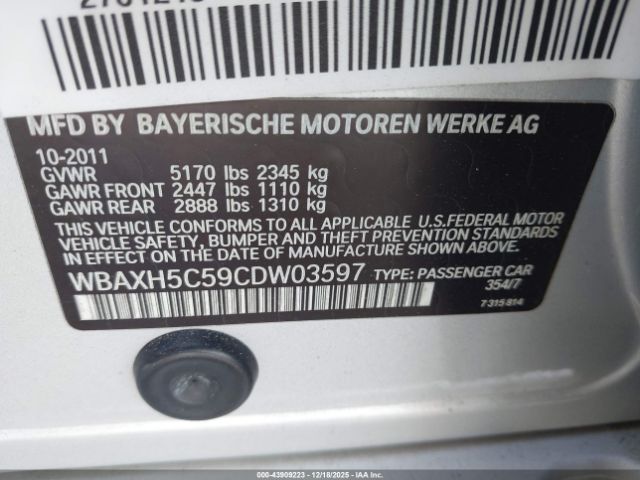 MFD BY BAYERISCHE MOTOREN WERKE AG
10-2011
GVWR 5170 lbs 2345 kg
GAWR FRONT 2447 lbs 1110 kg
GAWR REAR 2888 lbs 1310 kg
THIS VEHICLE CONFORMS TO ALL APPLICABLE U.S.FEDERAL MOTOR
VEHICLE SAFETY, BUMPER AND THEFT PREVENTION STANDARDS
IN EFFECT ON THE DATE OF MANUFACTURE SHOWN ABOVE.
WBAXH5C59CDW03597 TYPE: PASSENGER CAR
354/7
7 315 814
000-43909223 | 12/18/2025 | IAA Inc.